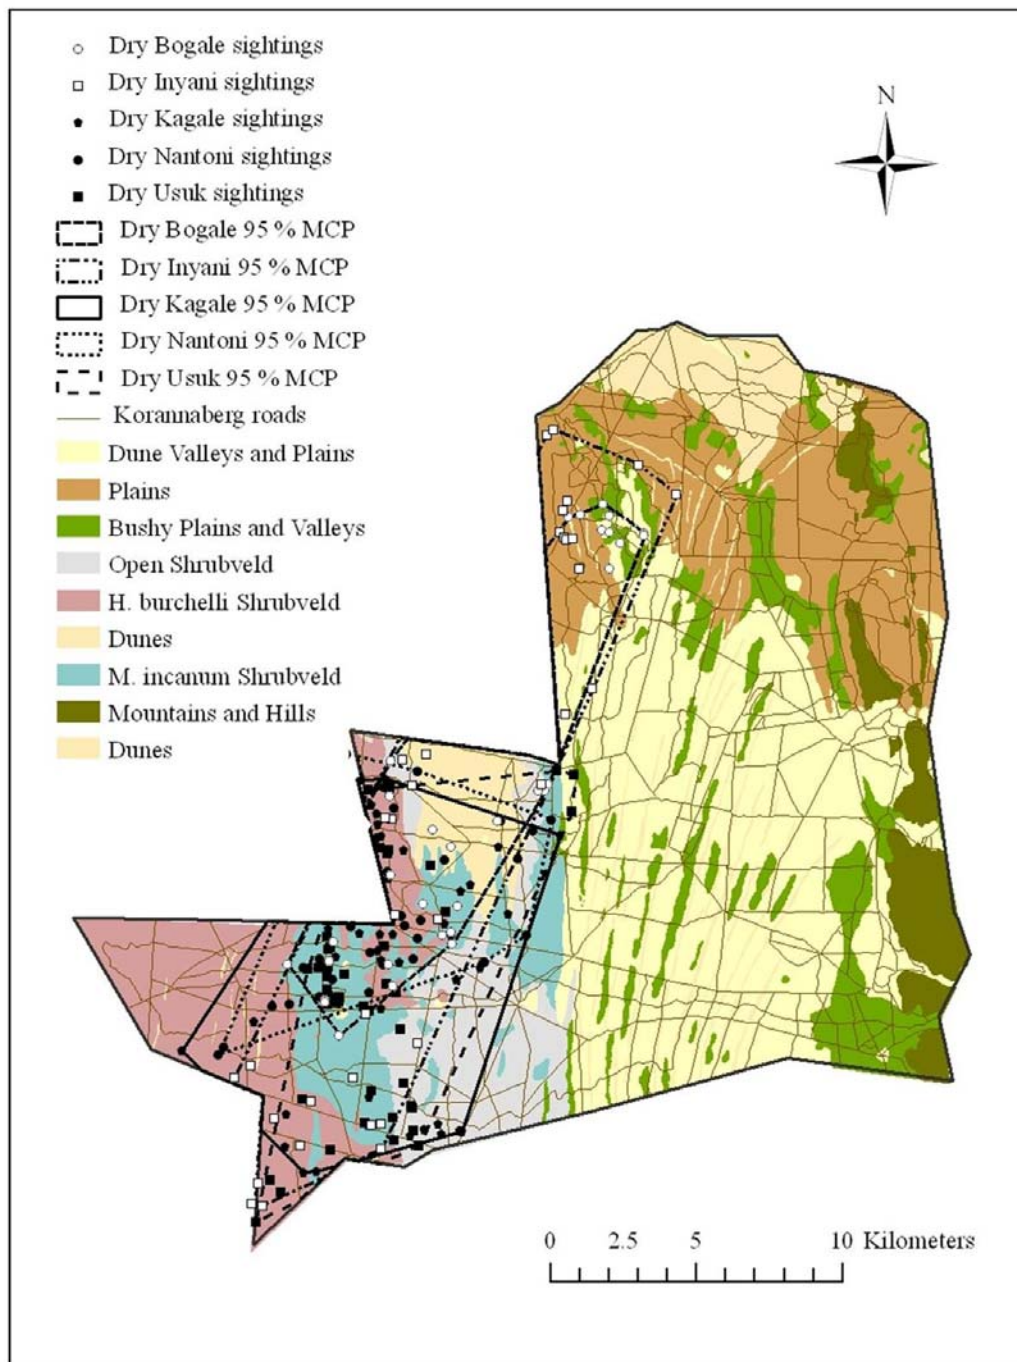 Dry Bogale sightings
Dry Inyani sightings
Dry Kagale sightings
Dry Nantoni sightings
Dry Usuk sightings
Dry Bogale 95 % MCP
Dry Inyani 95 % MCP
Dry Kagale 95 % MCP
Dry Nantoni 95 % MCP
Dry Usuk 95 % MCP
Korannaberg roads
Dune Valleys and Plains
Plains
Bushy Plains and Valleys
Open Shrubveld
H. burchelli Shrubveld
Dunes
M. incanum Shrubveld
Mountains and Hills
Dunes
N
0 2.5 5 10 Kilometers